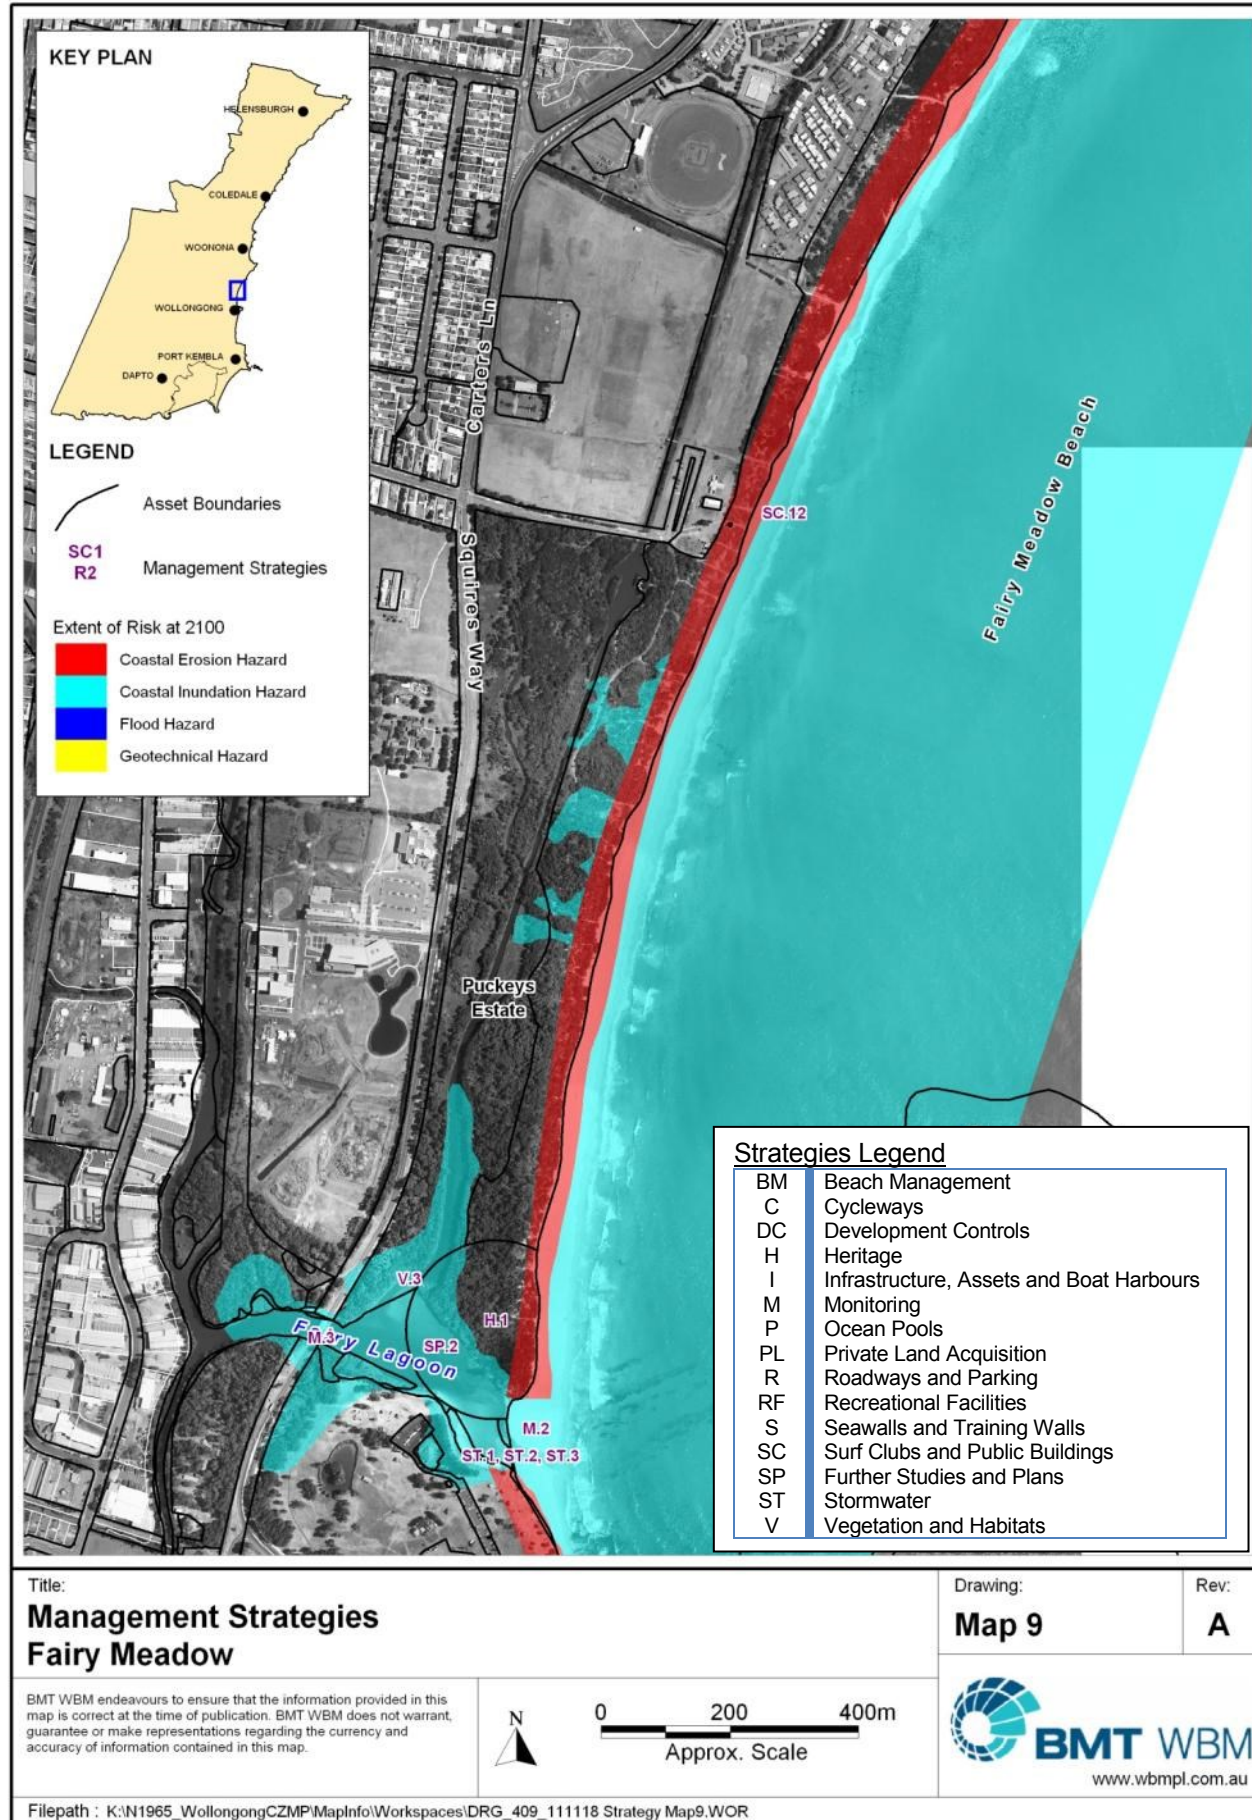 KEY PLAN
HELENSBURGH
COLEDALE
WOONONA
WOLLONGONG
PORT KEMBLA
DAPTO
LEGEND
Asset Boundaries
SC1
R2
Management Strategies
Extent of Risk at 2100
Coastal Erosion Hazard
Coastal Inundation Hazard
Flood Hazard
Geotechnical Hazard
Carters Ln
Squires Way
SC.12
Fairy Meadow Beach
Puckeys
Estate
V.3
H.1
M.3
Fairy Lagoon
SP.2
M.2
ST.1, ST.2, ST.3
Strategies Legend
BM Beach Management
C Cycleways
DC Development Controls
H Heritage
I Infrastructure, Assets and Boat Harbours
M Monitoring
P Ocean Pools
PL Private Land Acquisition
R Roadways and Parking
RF Recreational Facilities
S Seawalls and Training Walls
SC Surf Clubs and Public Buildings
SP Further Studies and Plans
ST Stormwater
V Vegetation and Habitats
Title:
Management Strategies
Fairy Meadow
Drawing:
Map 9
Rev:
A
BMT WBM endeavours to ensure that the information provided in this
map is correct at the time of publication. BMT WBM does not warrant,
guarantee or make representations regarding the currency and
accuracy of information contained in this map.
N
0 200 400m
Approx. Scale
BMT WBM
www.wbmpl.com.au
Filepath : K:\N1965_WollongongCZMP\MapInfo\Workspaces\DRG_409_111118 Strategy Map9.WOR